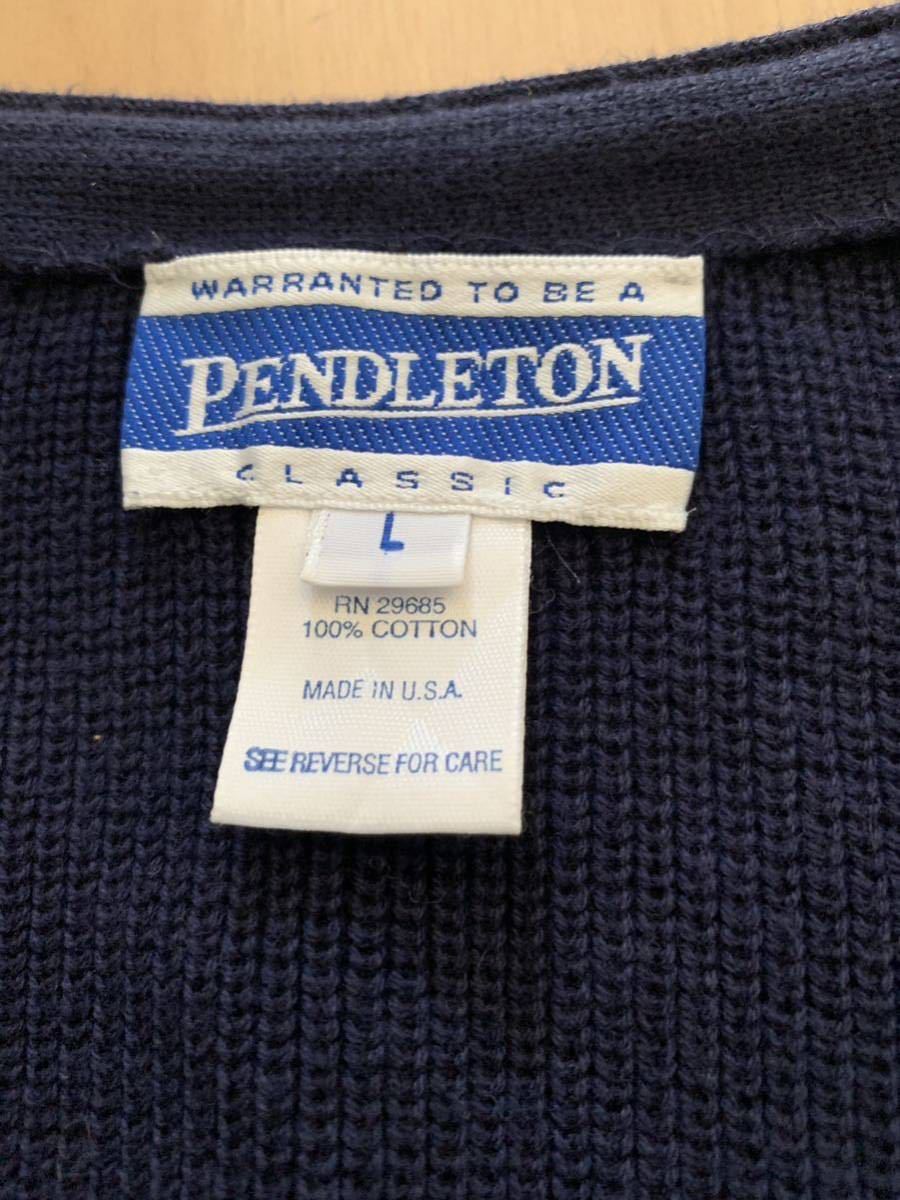 WARRANTED TO BE A
PENDLETON
CLASSIC
L
RN 29685
100% COTTON
MADE IN U.S.A.
SEE REVERSE FOR CARE